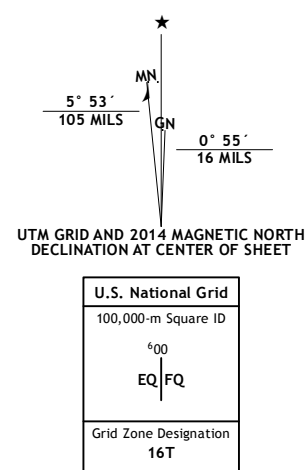 ★
MN.
5° 53´
105 MILS
GN
0° 55´
16 MILS
UTM GRID AND 2014 MAGNETIC NORTH
DECLINATION AT CENTER OF SHEET
U.S. National Grid
100,000-m Square ID
⁶00
EQ FQ
Grid Zone Designation
16T